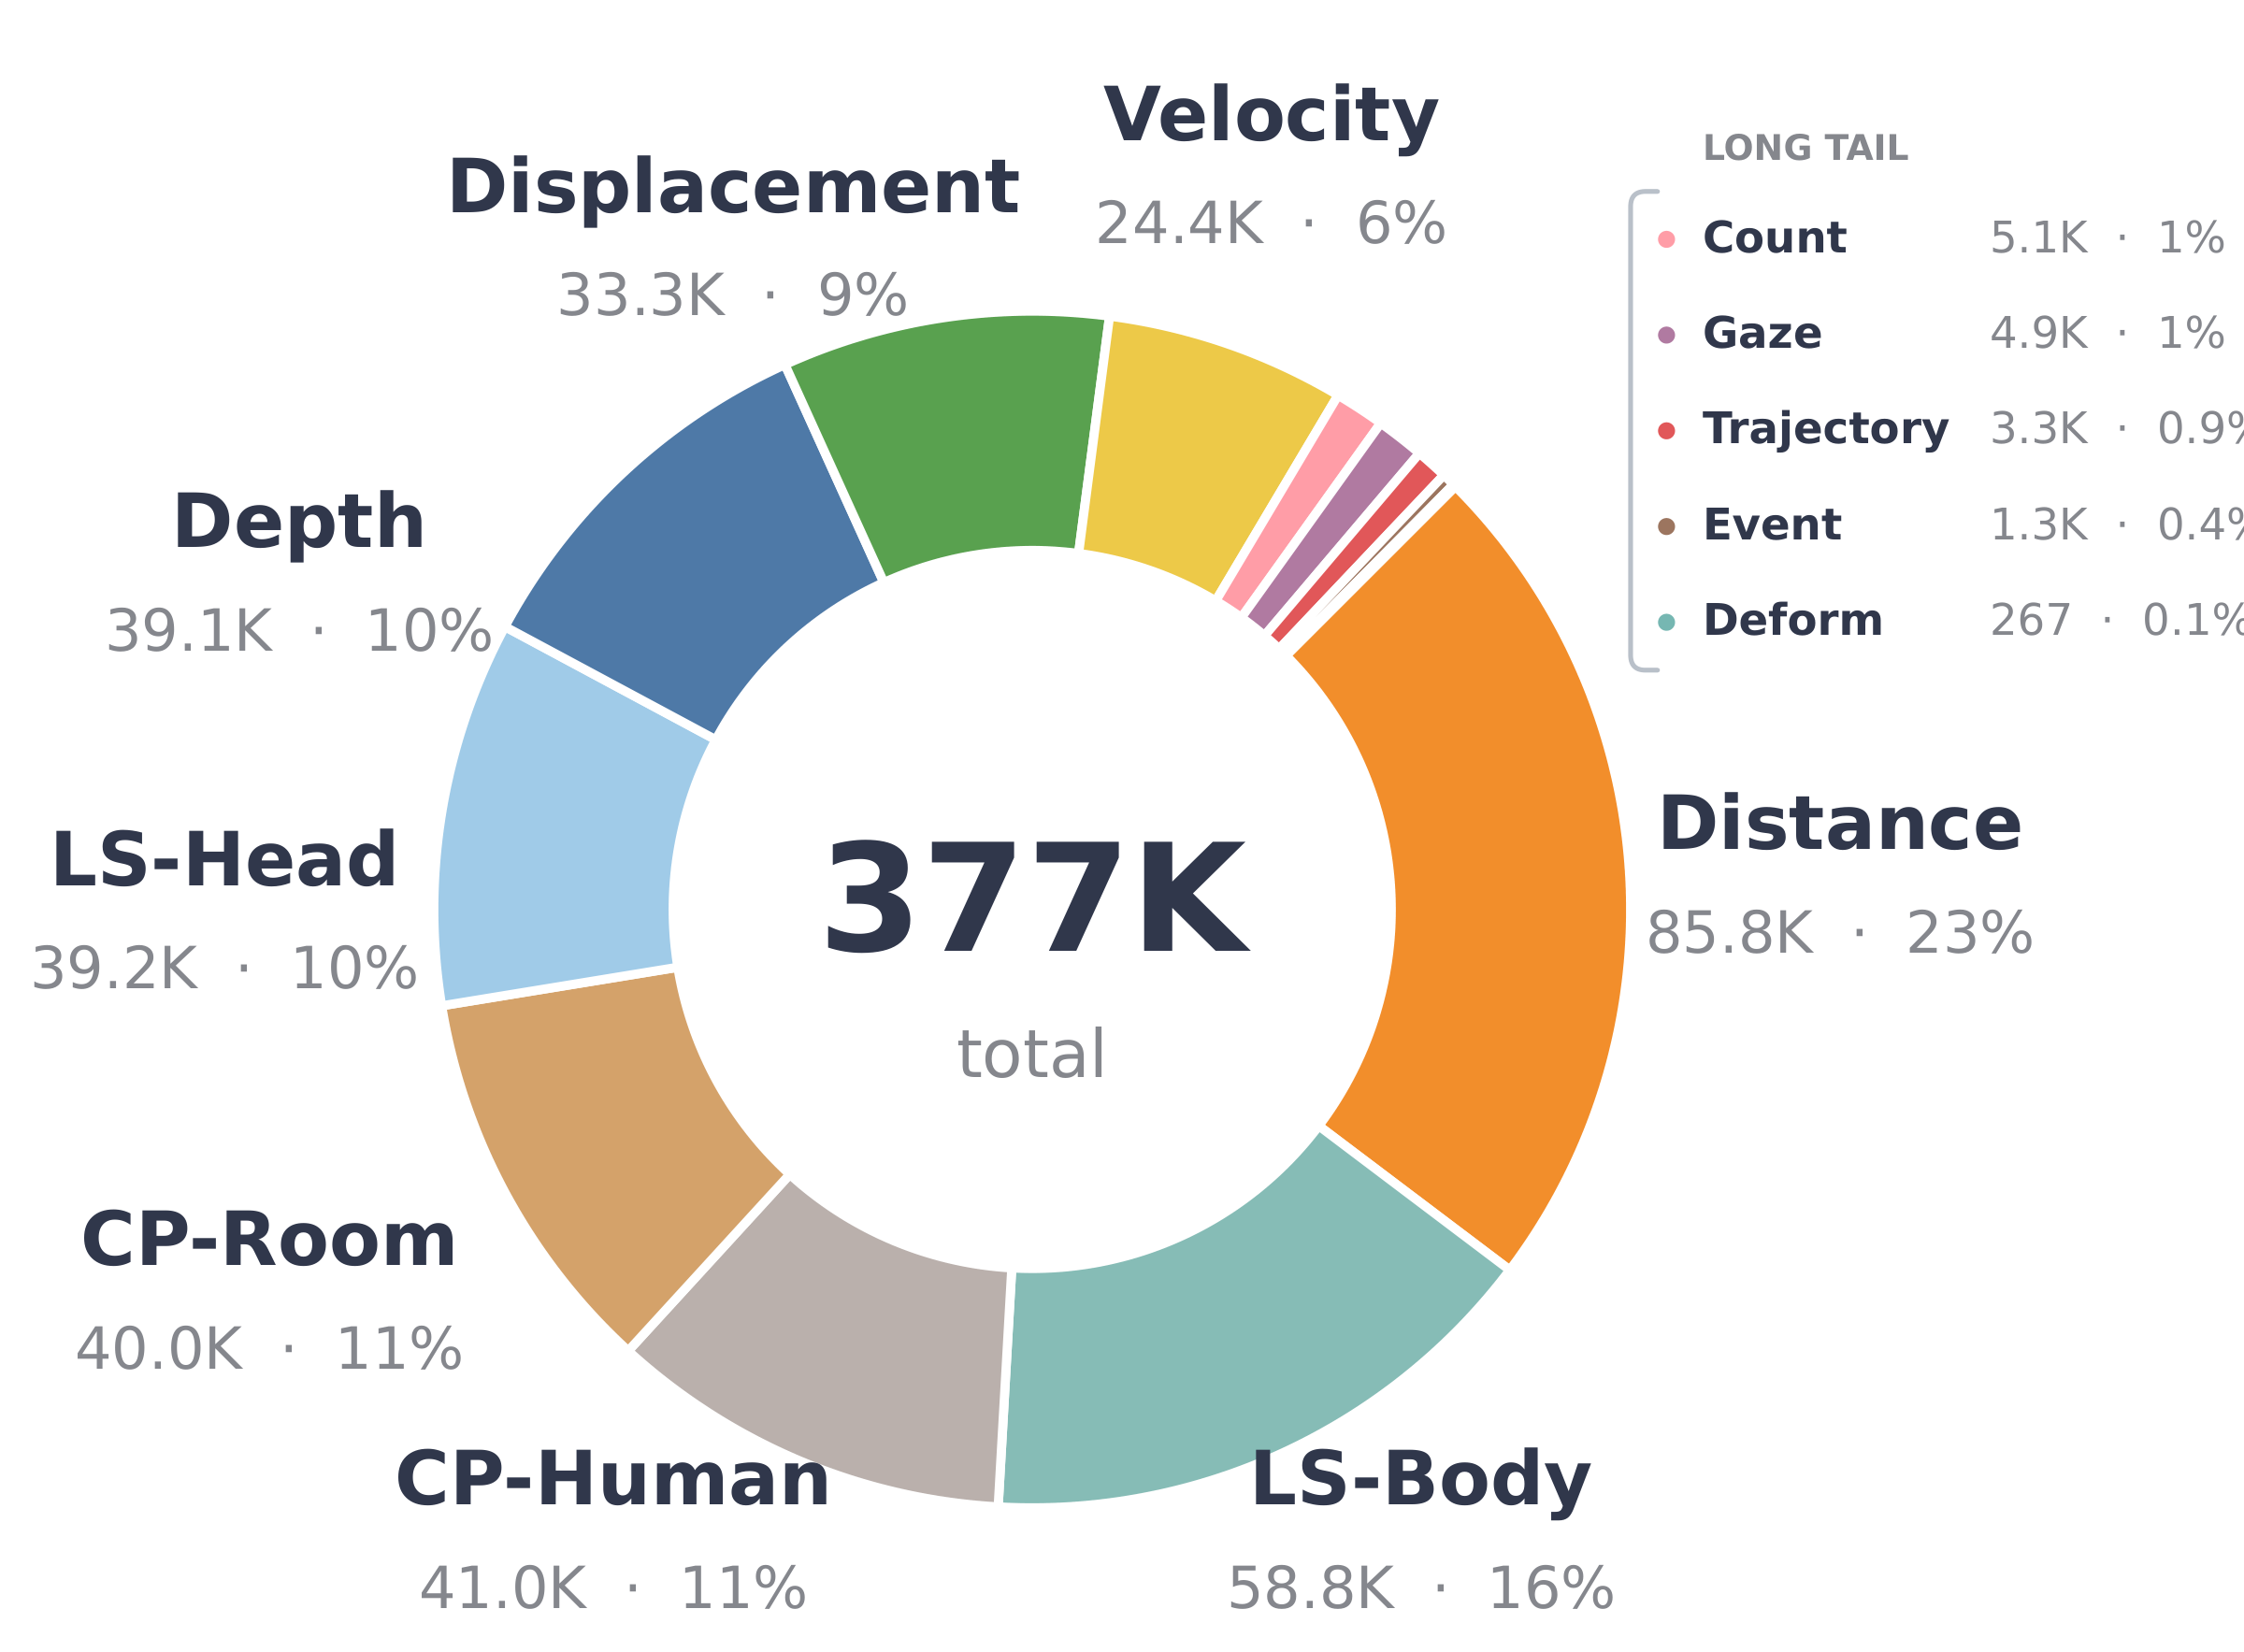 Velocity
24.4K · 6%
Displacement
33.3K · 9%
LONG TAIL
Count 5.1K · 1%
Gaze 4.9K · 1%
Trajectory 3.3K · 0.9%
Event 1.3K · 0.4%
Deform 267 · 0.1%
Depth
39.1K · 10%
Distance
85.8K · 23%
LS-Head
39.2K · 10%
377K
total
CP-Room
40.0K · 11%
CP-Human
41.0K · 11%
LS-Body
58.8K · 16%